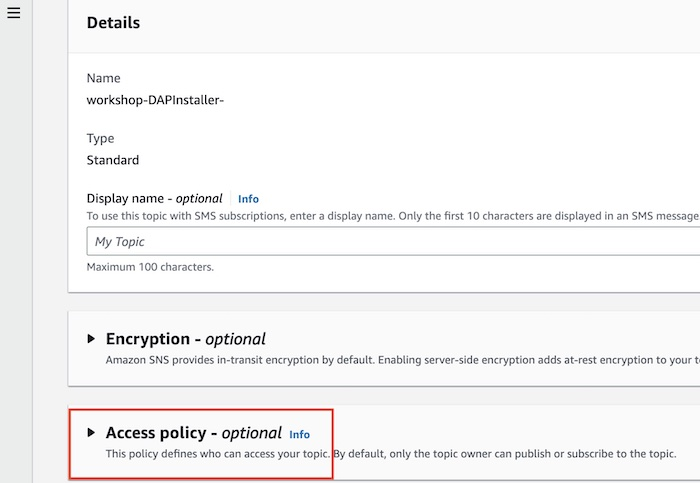 Details
Name
workshop-DAPInstaller-
Type
Standard
Display name - optional Info
To use this topic with SMS subscriptions, enter a display name. Only the first 10 characters are displayed in an SMS message
My Topic
Maximum 100 characters.
Encryption - optional
Amazon SNS provides in-transit encryption by default. Enabling server-side encryption adds at-rest encryption to your
Access policy - optional Info
This policy defines who can access your topic. By default, only the topic owner can publish or subscribe to the topic.